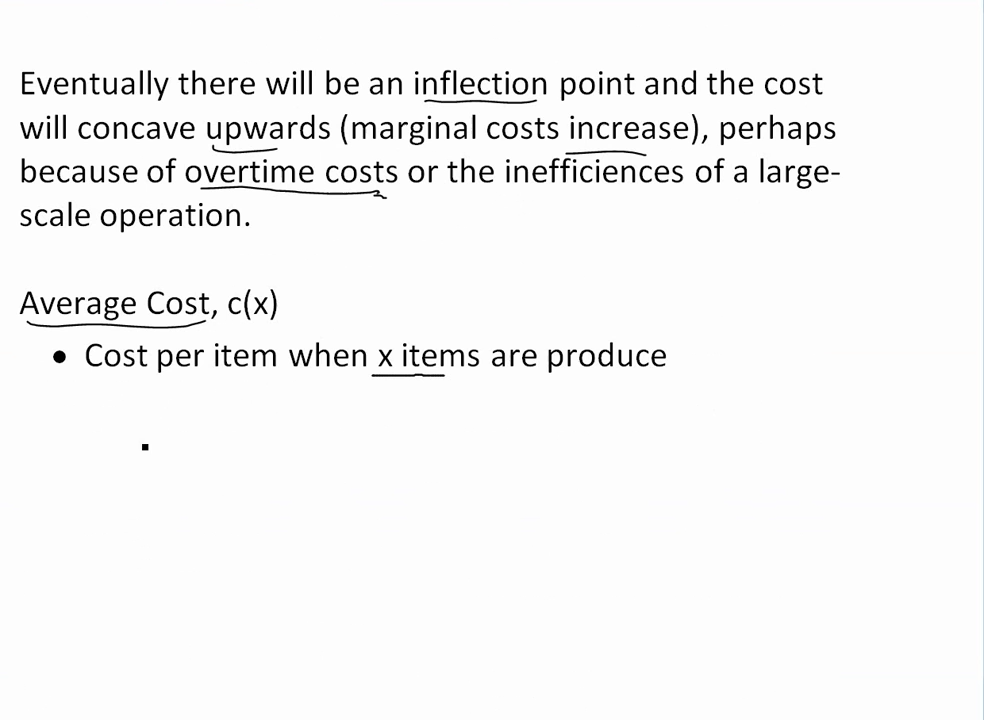 Eventually there will be an inflection point and the cost
will concave upwards (marginal costs increase), perhaps
because of overtime costs or the inefficiences of a large-
scale operation.
Average Cost, c(x)
• Cost per item when x items are produce